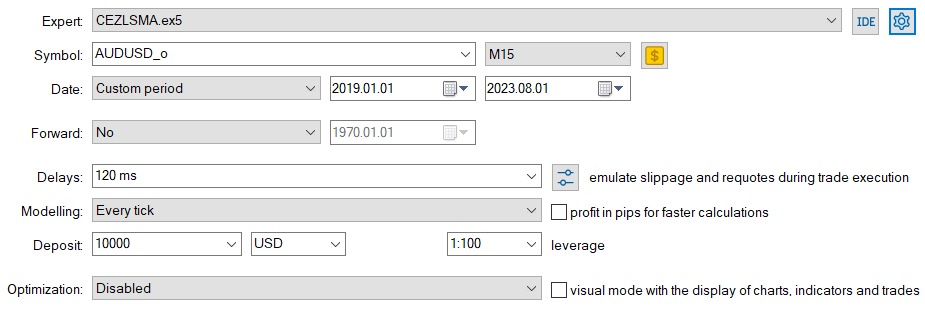 Expert: CEZLSMA.ex5 IDE
Symbol: AUDUSD_o M15 $
Date: Custom period 2019.01.01 2023.08.01
Forward: No 1970.01.01
Delays: 120 ms emulate slippage and requotes during trade execution
Modelling: Every tick profit in pips for faster calculations
Deposit: 10000 USD 1:100 leverage
Optimization: Disabled visual mode with the display of charts, indicators and trades